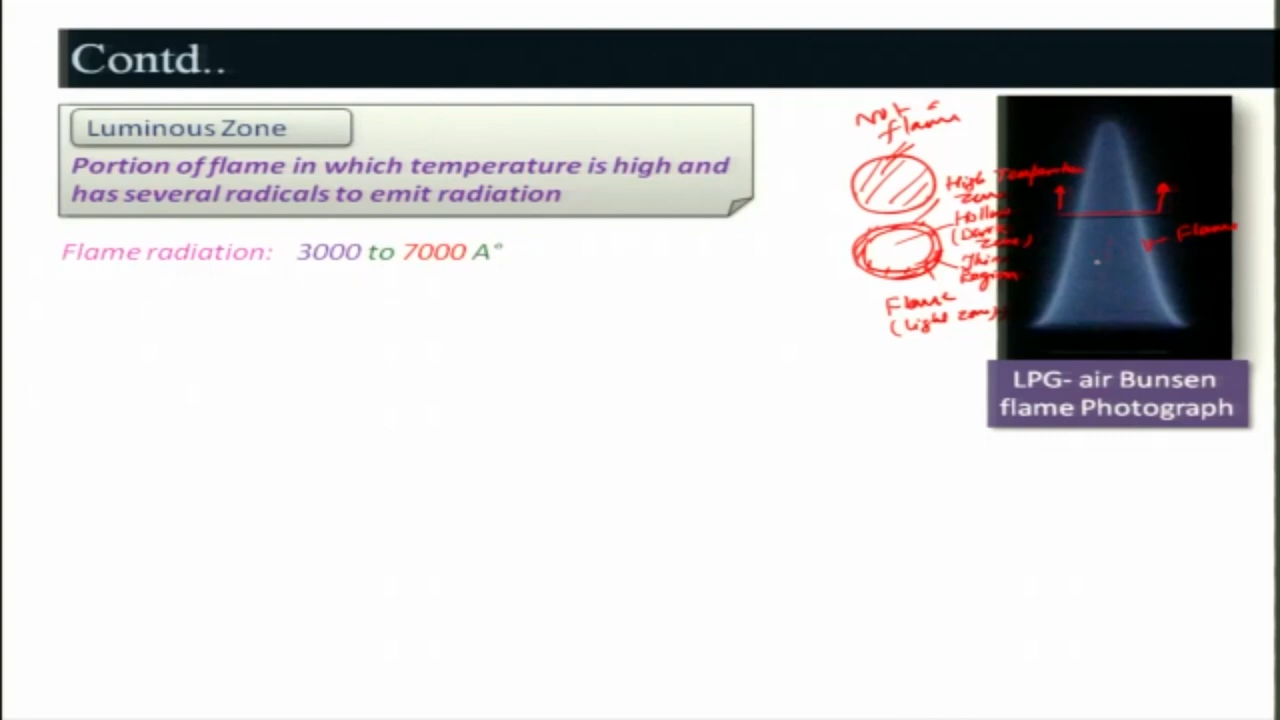 Contd..
Luminous Zone
Portion of flame in which temperature is high and
has several radicals to emit radiation
Flame radiation: 3000 to 7000 A°
Not a
flame
High Temperature
Zone
Hollow
(Dark
Zone)
Thin
Region
Flame
(Light Zone)
Flame
LPG- air Bunsen
flame Photograph